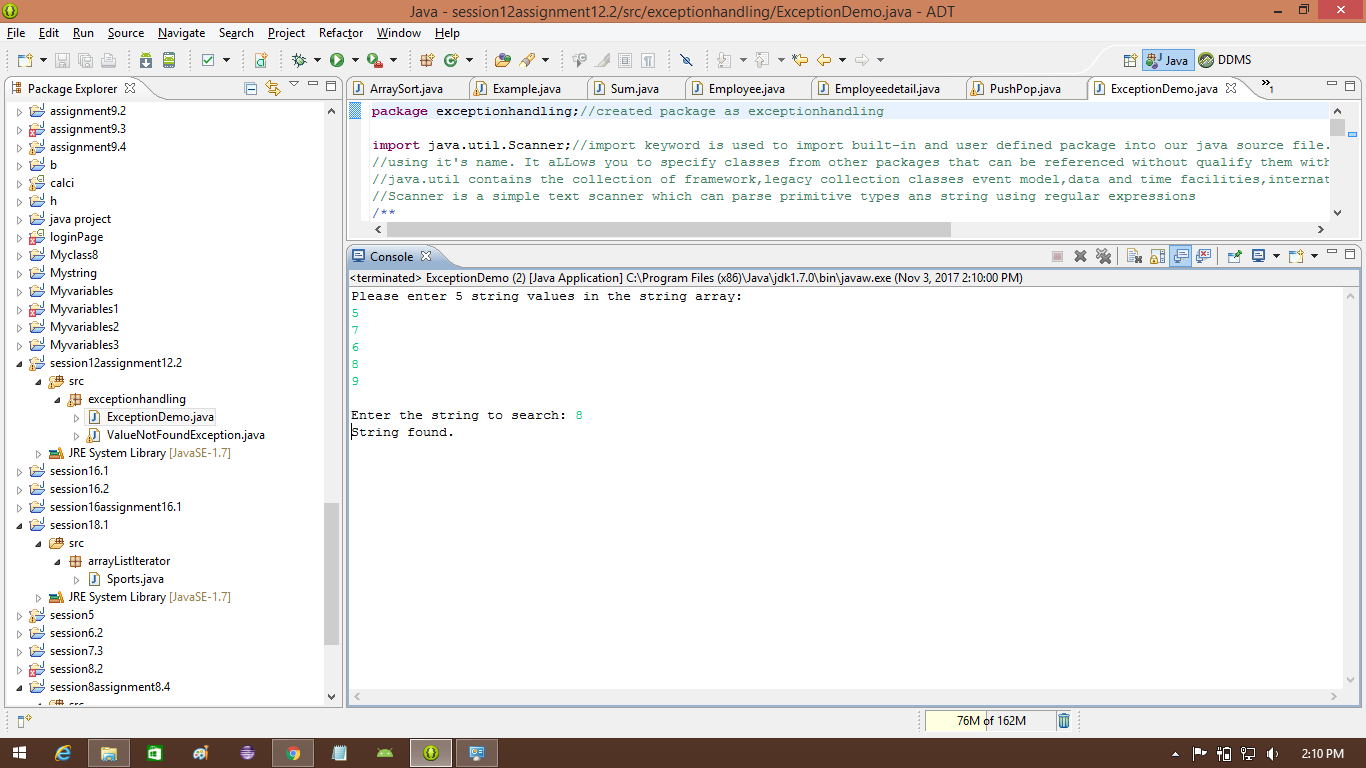 Java - session12assignment12.2/src/exceptionhandling/ExceptionDemo.java - ADT
File Edit Run Source Navigate Search Project Refactor Window Help
Java DDMS
Package Explorer
assignment9.2
assignment9.3
assignment9.4
b
calci
h
java project
loginPage
Myclass8
Mystring
Myvariables
Myvariables1
Myvariables2
Myvariables3
session12assignment12.2
src
exceptionhandling
ExceptionDemo.java
ValueNotFoundException.java
JRE System Library [JavaSE-1.7]
session16.1
session16.2
session16assignment16.1
session18.1
src
arrayListIterator
Sports.java
JRE System Library [JavaSE-1.7]
session5
session6.2
session7.3
session8.2
session8assignment8.4
src
ArraySort.java Example.java Sum.java Employee.java Employeedetail.java PushPop.java ExceptionDemo.java »1
package exceptionhandling;//created package as exceptionhandling
import java.util.Scanner;//import keyword is used to import built-in and user defined package into our java source file.
//using it's name. It aLLows you to specify classes from other packages that can be referenced without qualify them with
//java.util contains the collection of framework,legacy collection classes event model,data and time facilities,internat
//Scanner is a simple text scanner which can parse primitive types ans string using regular expressions
/**
Console
<terminated> ExceptionDemo (2) [Java Application] C:\Program Files (x86)\Java\jdk1.7.0\bin\javaw.exe (Nov 3, 2017 2:10:00 PM)
Please enter 5 string values in the string array:
5
7
6
8
9
Enter the string to search: 8
String found.
76M of 162M
2:10 PM